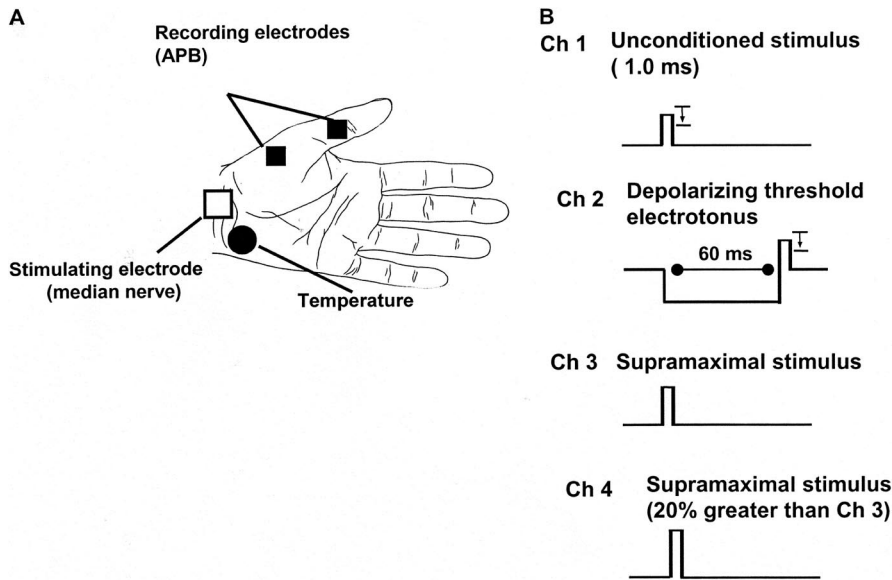 A
Recording electrodes
(APB)
Stimulating electrode
(median nerve)
Temperature
B
Ch 1 Unconditioned stimulus
( 1.0 ms)
Ch 2 Depolarizing threshold
electrotonus
60 ms
Ch 3 Supramaximal stimulus
Ch 4 Supramaximal stimulus
(20% greater than Ch 3)